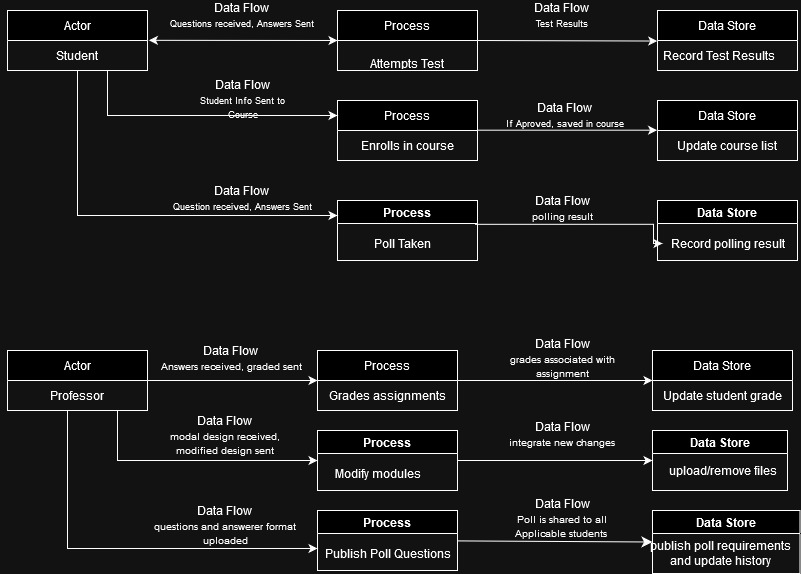 Actor
Student
Data Flow
Questions received, Answers Sent
Process
Attempts Test
Data Flow
Test Results
Data Store
Record Test Results
Data Flow
Student Info Sent to
Course
Process
Enrolls in course
Data Flow
If Aproved, saved in course
Data Store
Update course list
Data Flow
Question received, Answers Sent
Process
Poll Taken
Data Flow
polling result
Data Store
Record polling result
Actor
Professor
Data Flow
Answers received, graded sent
Process
Grades assignments
Data Flow
grades associated with
assignment
Data Store
Update student grade
Data Flow
modal design received,
modified design sent
Process
Modify modules
Data Flow
integrate new changes
Data Store
upload/remove files
Data Flow
questions and answerer format
uploaded
Process
Publish Poll Questions
Data Flow
Poll is shared to all
Applicable students
Data Store
publish poll requirements
and update history